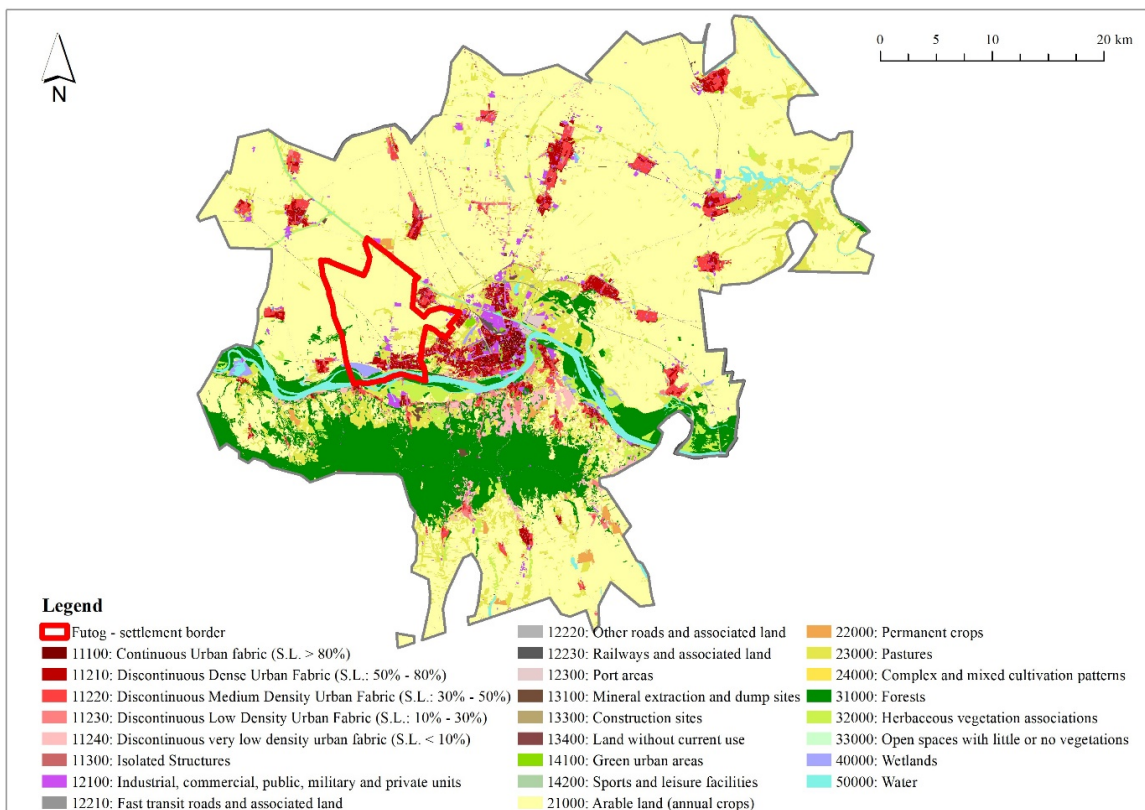 0 5 10 20 km
N
Legend
Futog - settlement border
11100: Continuous Urban fabric (S.L. > 80%)
11210: Discontinuous Dense Urban Fabric (S.L.: 50% - 80%)
11220: Discontinuous Medium Density Urban Fabric (S.L.: 30% - 50%)
11230: Discontinuous Low Density Urban Fabric (S.L.: 10% - 30%)
11240: Discontinuous very low density urban fabric (S.L. < 10%)
11300: Isolated Structures
12100: Industrial, commercial, public, military and private units
12210: Fast transit roads and associated land
12220: Other roads and associated land
12230: Railways and associated land
12300: Port areas
13100: Mineral extraction and dump sites
13300: Construction sites
13400: Land without current use
14100: Green urban areas
14200: Sports and leisure facilities
21000: Arable land (annual crops)
22000: Permanent crops
23000: Pastures
24000: Complex and mixed cultivation patterns
31000: Forests
32000: Herbaceous vegetation associations
33000: Open spaces with little or no vegetations
40000: Wetlands
50000: Water